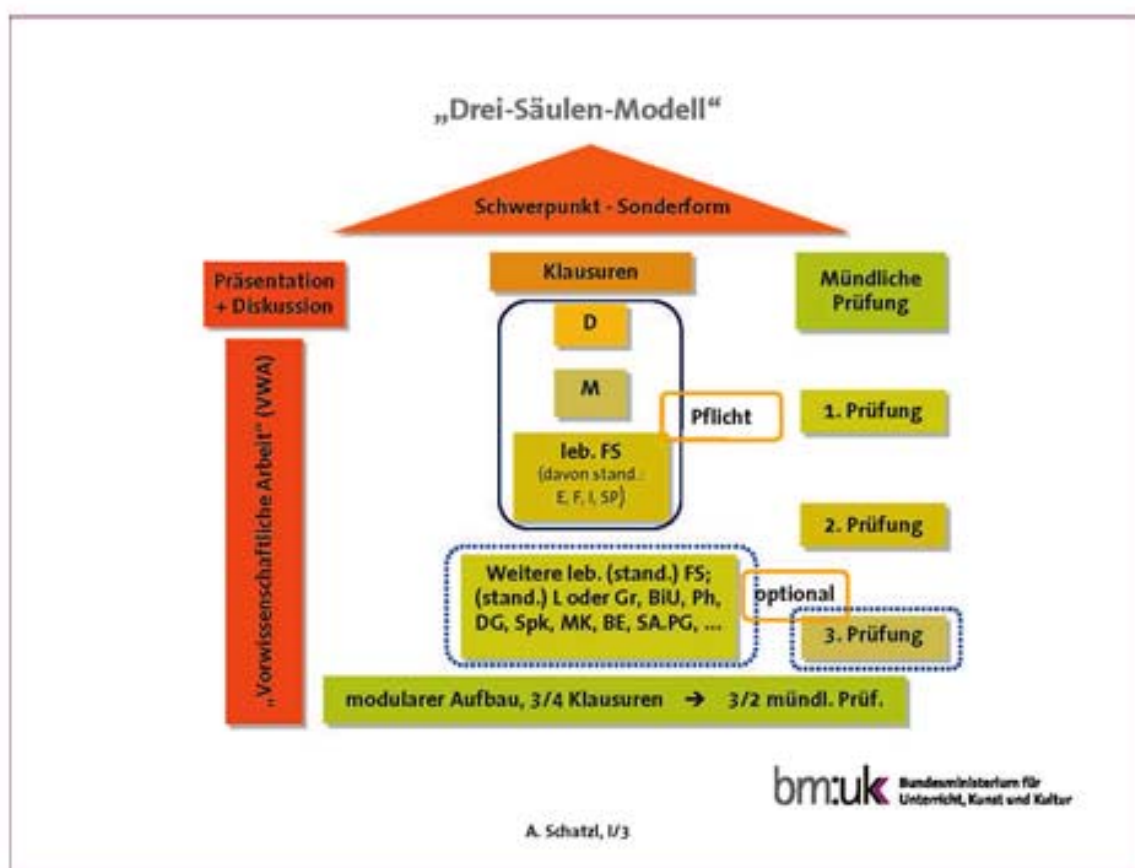 „Drei-Säulen-Modell“
Schwerpunkt - Sonderform
Präsentation
+ Diskussion
„Vorwissenschaftliche Arbeit“ (VWA)
Klausuren
D
M
leb. FS
(davon stand.:
E, F, I, SP)
Pflicht
Weitere leb. (stand.) FS;
(stand.) L oder Gr, BiU, Ph,
DG, Spk, MK, BE, SA.PG, ...
optional
Mündliche
Prüfung
1. Prüfung
2. Prüfung
3. Prüfung
modularer Aufbau, 3/4 Klausuren → 3/2 mündl. Prüf.
bm:uk Bundesministerium für
Unterricht, Kunst und Kultur
A. Schatzl, I/3